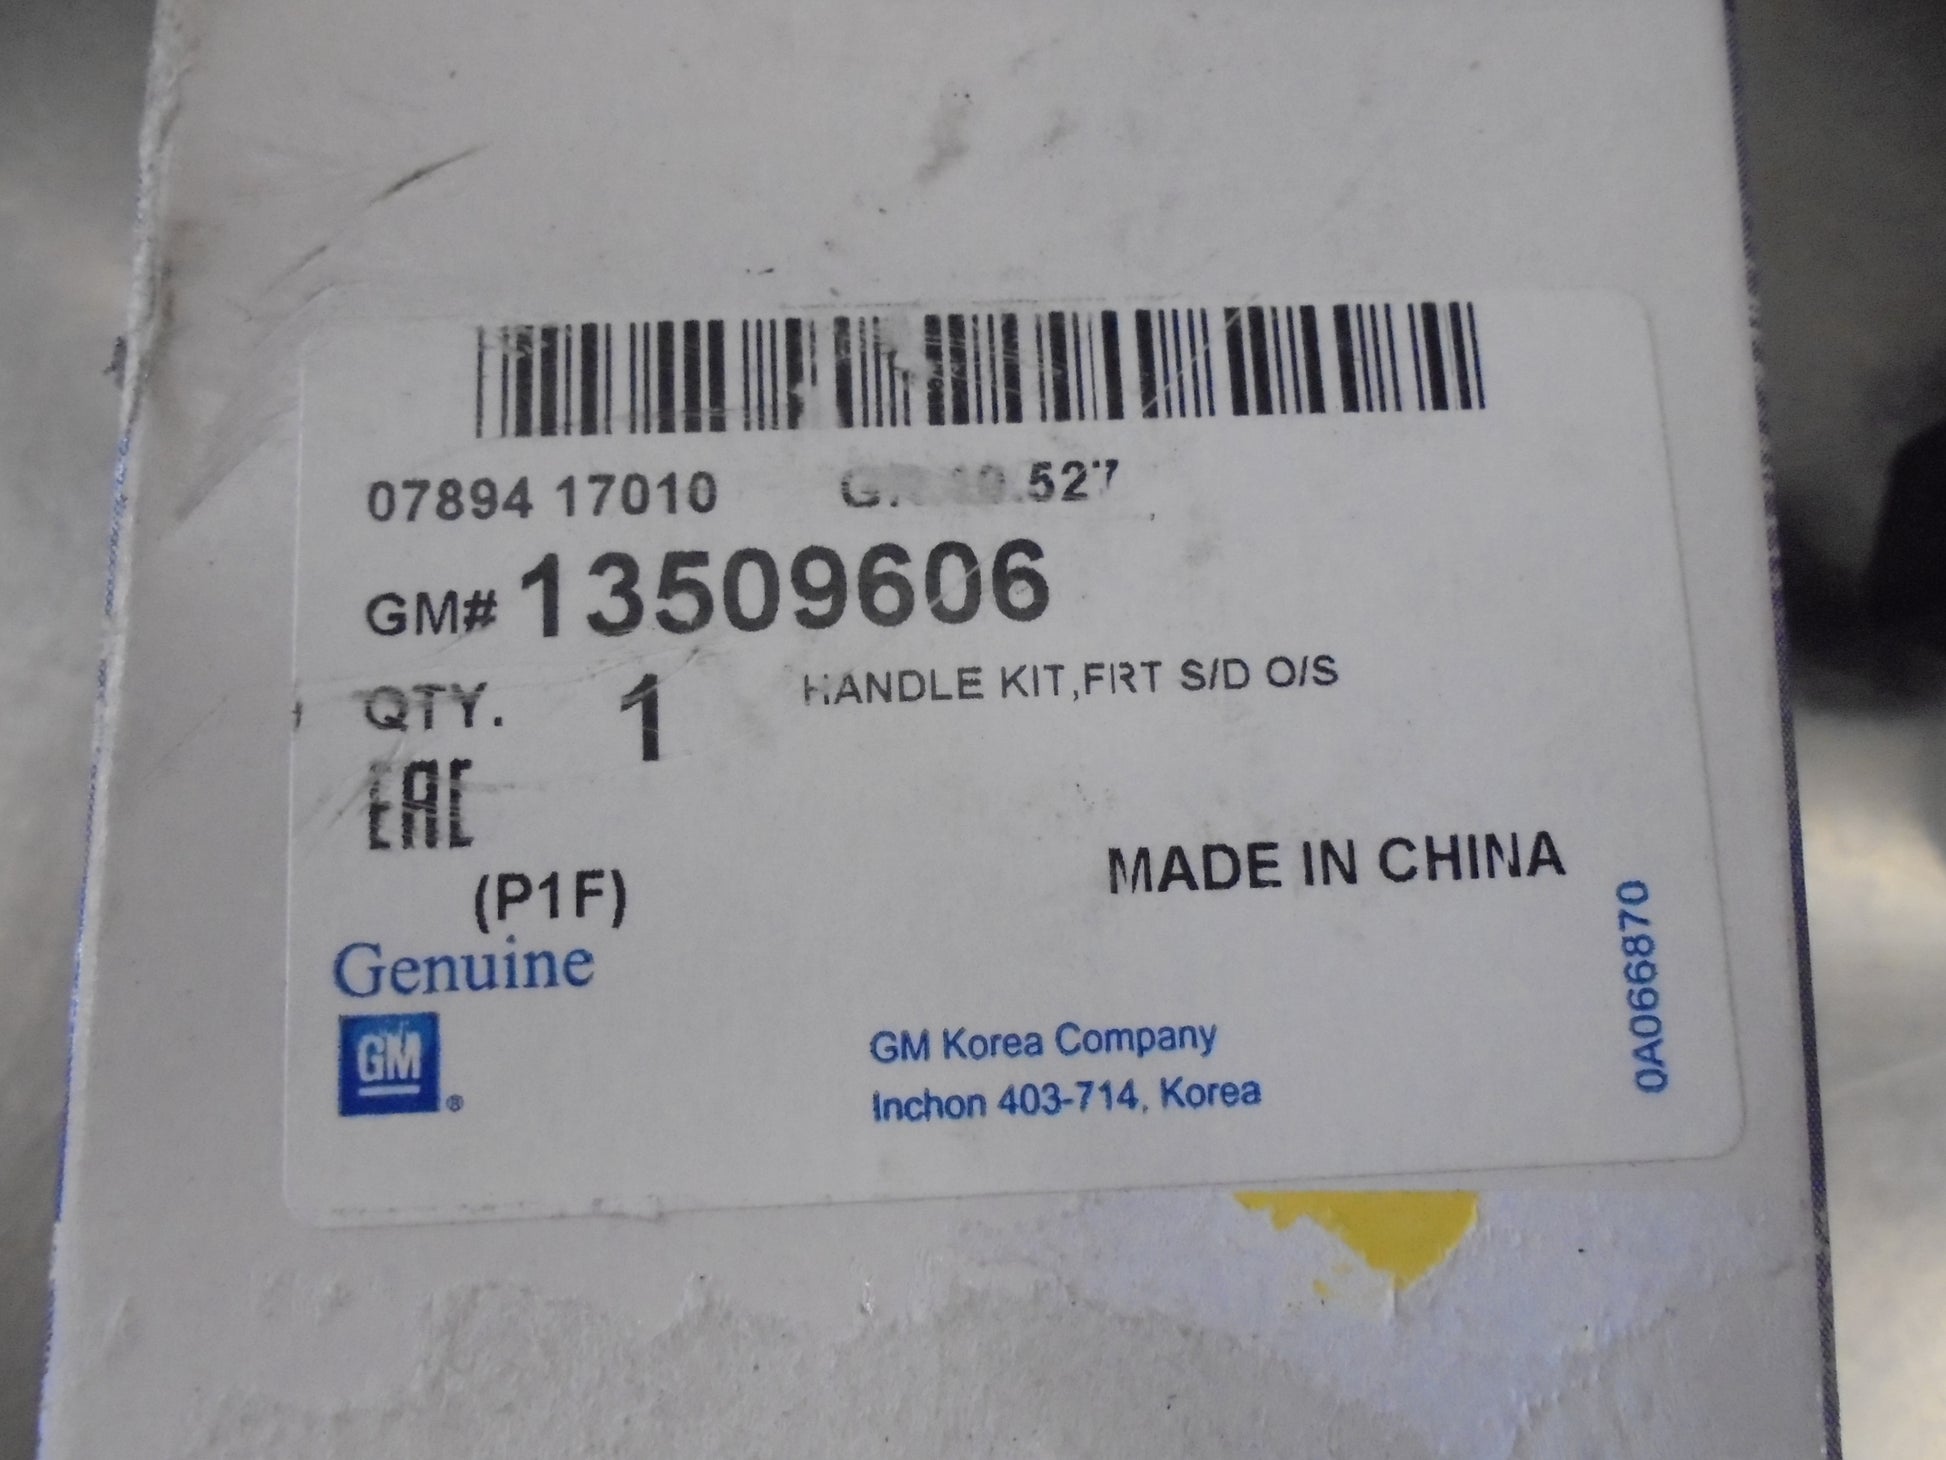 07894 17010 .527
GM# 13509606
QTY. 1 HANDLE KIT,FRT S/D O/S
EAC
(P1F)
MADE IN CHINA
Genuine
GM ®
GM Korea Company
Inchon 403-714, Korea
0A066870